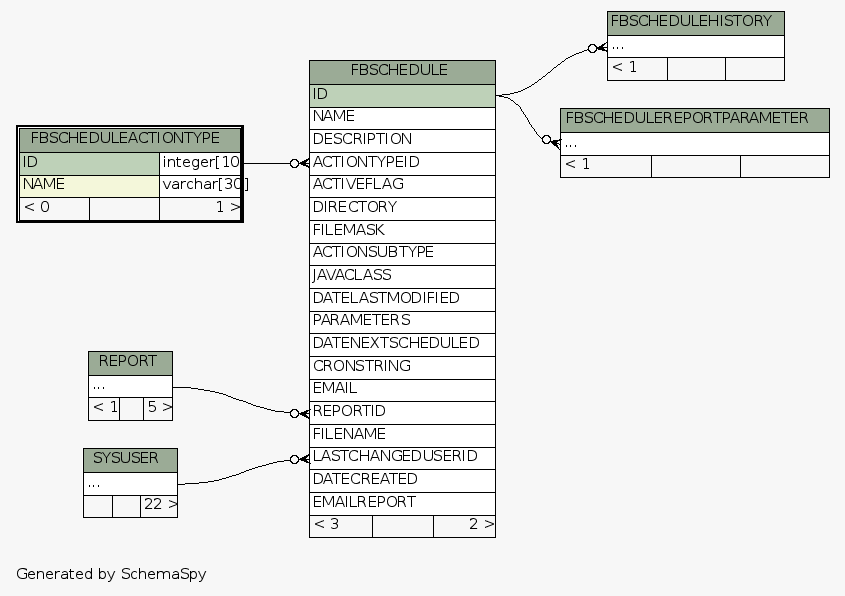 FBSCHEDULEHISTORY
...
< 1
FBSCHEDULE
ID
NAME
DESCRIPTION
ACTIONTYPEID
ACTIVEFLAG
DIRECTORY
FILEMASK
ACTIONSUBTYPE
JAVACLASS
DATELASTMODIFIED
PARAMETERS
DATENEXTSCHEDULED
CRONSTRING
EMAIL
REPORTID
FILENAME
LASTCHANGEDUSERID
DATECREATED
EMAILREPORT
< 3 2 >
FBSCHEDULEREPORTPARAMETER
...
< 1
FBSCHEDULEACTIONTYPE
ID integer[10
NAME varchar[30]
< 0 1 >
REPORT
...
< 1 5 >
SYSUSER
...
22 >
Generated by SchemaSpy